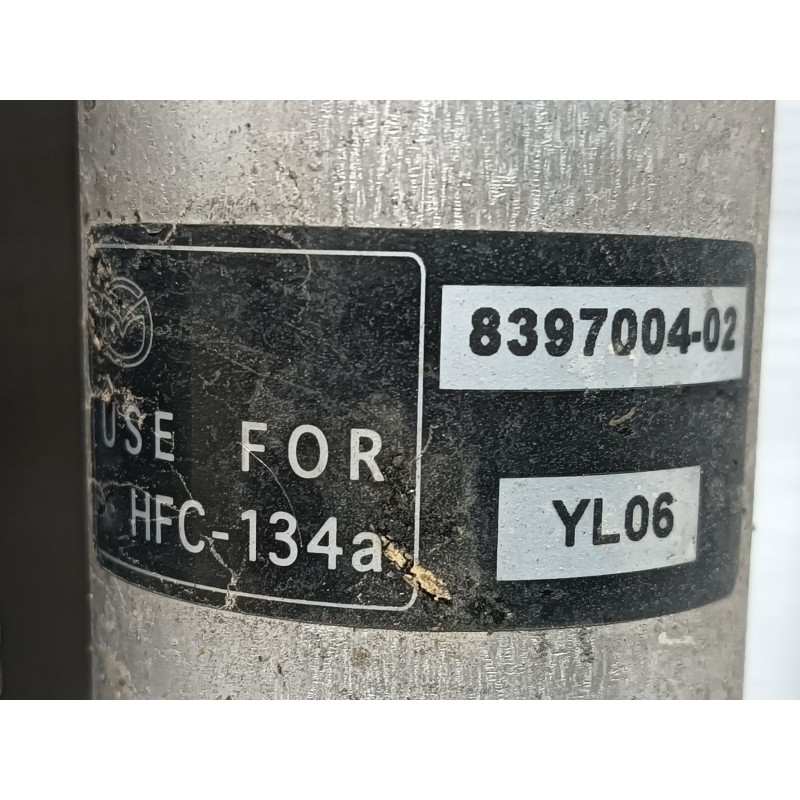 USE FOR
HFC-134a
8397004-02
YL06